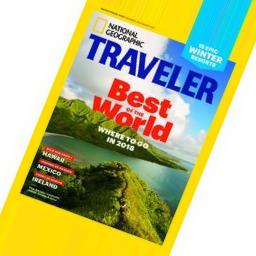 NATIONAL
GEOGRAPHIC
TRAVELER
15 EPIC
WINTER
RESORTS
Best
of the
World
WHERE TO GO
IN 2018
HAWAII
MEXICO
IRELAND